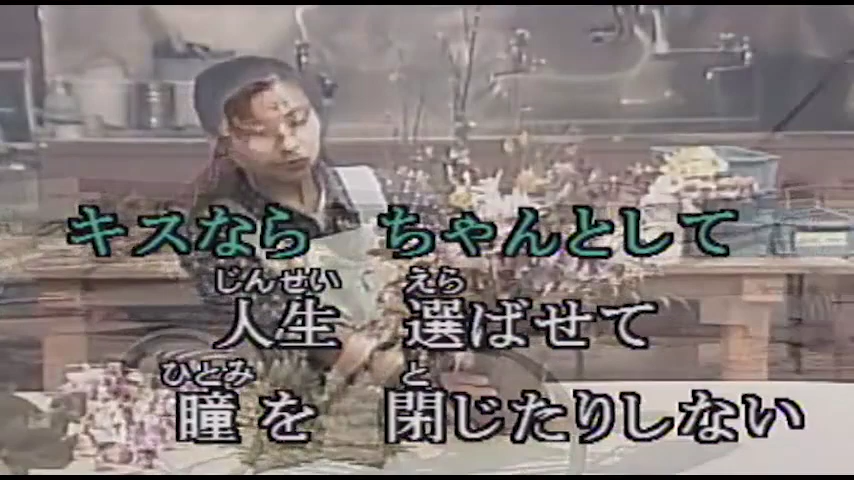 キスなら ちゃんとして
じんせい えら
人生 選ばせて
ひとみ と
瞳を 閉じたりしない